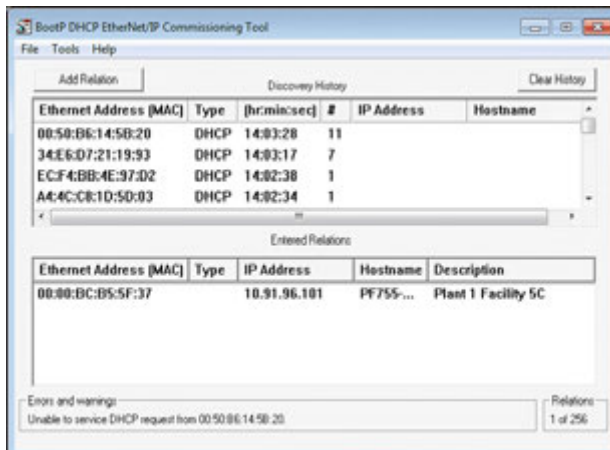 BootP DHCP EtherNet/IP Commissioning Tool
File Tools Help
Add Relation Discovery History Clear History
Ethernet Address (MAC) Type (hr:min:sec) # IP Address Hostname
00:50:B6:14:5B:20 DHCP 14:03:28 11
34:E6:D7:21:19:93 DHCP 14:03:17 7
EC:F4:BB:4E:97:D2 DHCP 14:02:38 1
A4:4C:C8:1D:5D:03 DHCP 14:02:34 1
Entered Relations
Ethernet Address (MAC) Type IP Address Hostname Description
00:00:BC:B5:5F:37 10.91.96.101 PF755-... Plant 1 Facility 5C
Errors and warnings
Unable to service DHCP request from 00:50:B6:14:5B:20.
Relations
1 of 256